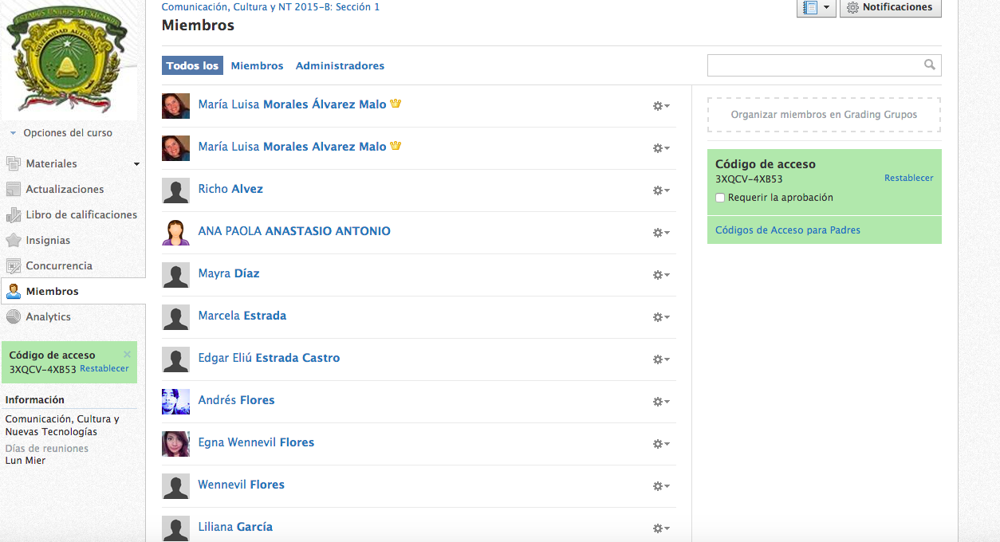 ESTADOS UNIDOS MEXICANOS
UNIVERSIDAD AUTONOMA
Opciones del curso
Materiales
Actualizaciones
Libro de calificaciones
Insignias
Concurrencia
Miembros
Analytics
Código de acceso
3XQCV-4XB53 Restablecer
Información
Comunicación, Cultura y
Nuevas Tecnologías
Días de reuniones
Lun Mier
Comunicación, Cultura y NT 2015-B: Sección 1
Miembros
Notificaciones
Todos los Miembros Administradores
María Luisa Morales Álvarez Malo
María Luisa Morales Alvarez Malo
Richo Alvez
ANA PAOLA ANASTASIO ANTONIO
Mayra Díaz
Marcela Estrada
Edgar Eliú Estrada Castro
Andrés Flores
Egna Wennevil Flores
Wennevil Flores
Liliana García
Organizar miembros en Grading Grupos
Código de acceso
3XQCV-4XB53 Restablecer
Requerir la aprobación
Códigos de Acceso para Padres